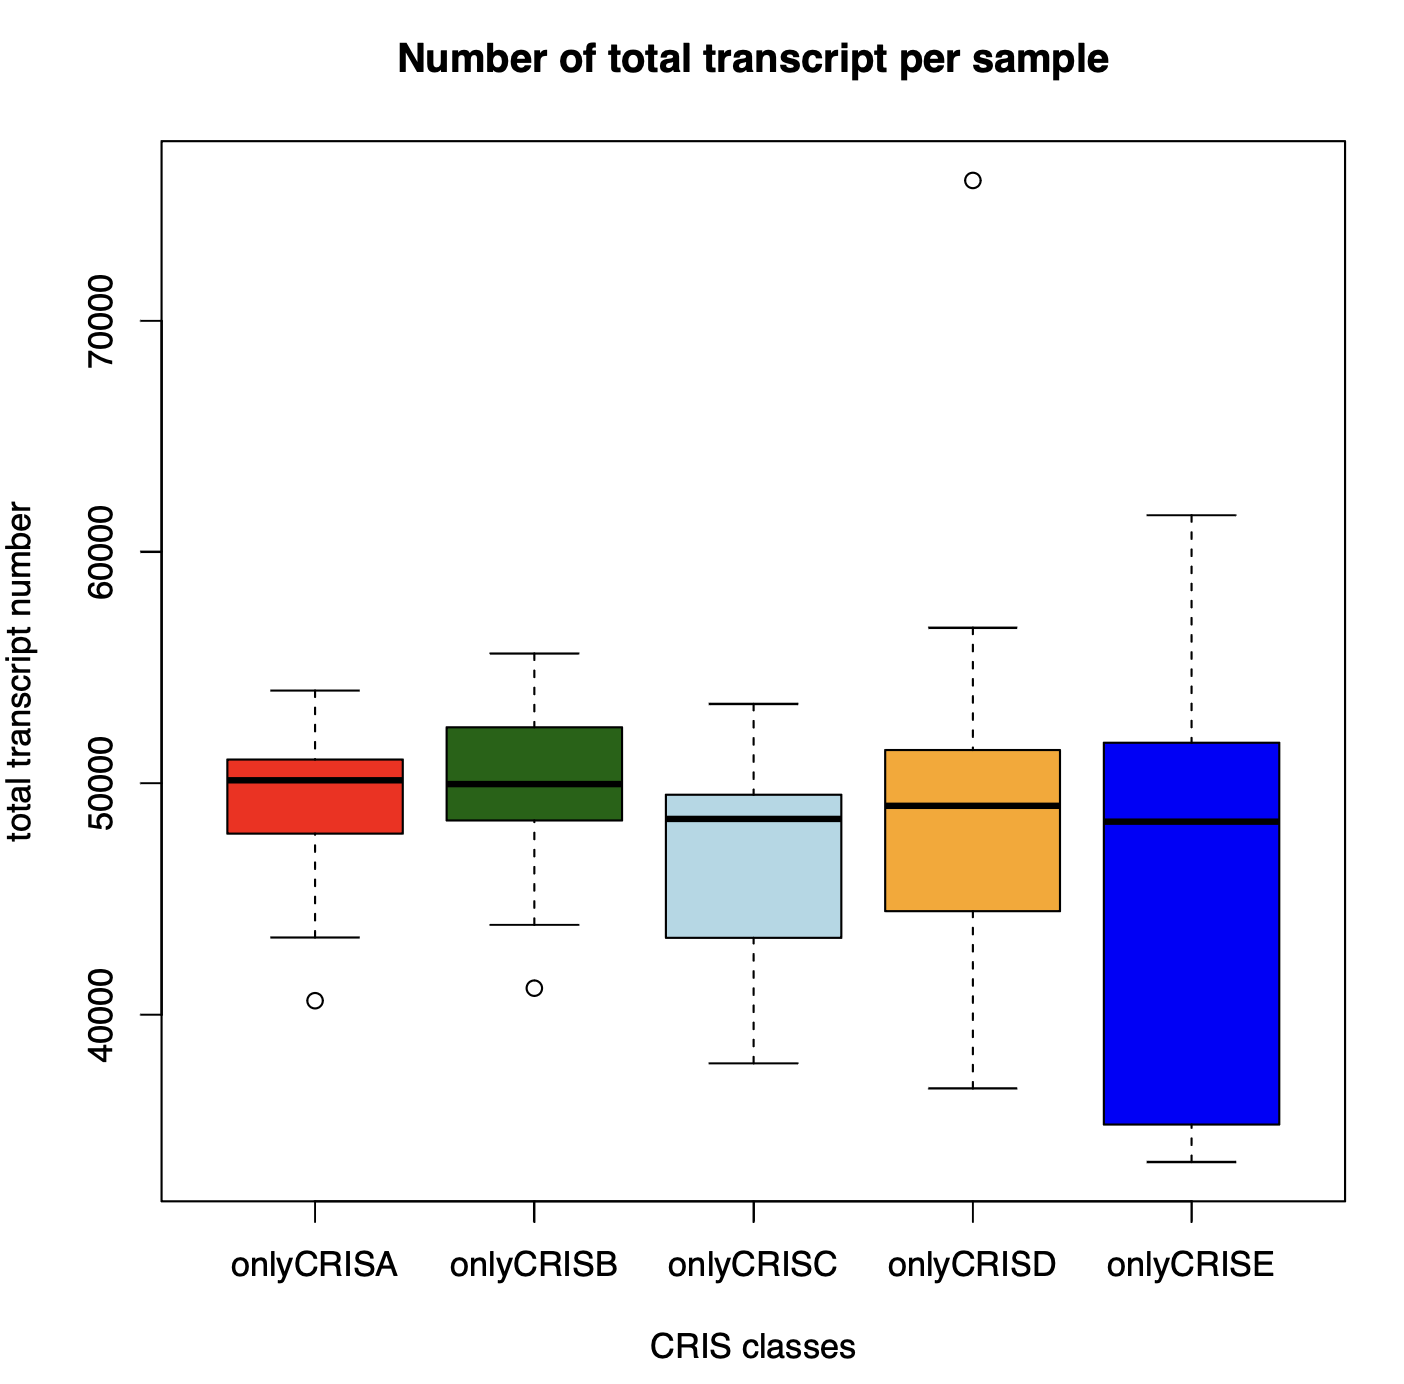 Number of total transcript per sample
total transcript number
70000
60000
50000
40000
onlyCRISA onlyCRISB onlyCRISC onlyCRISD onlyCRISE
CRIS classes